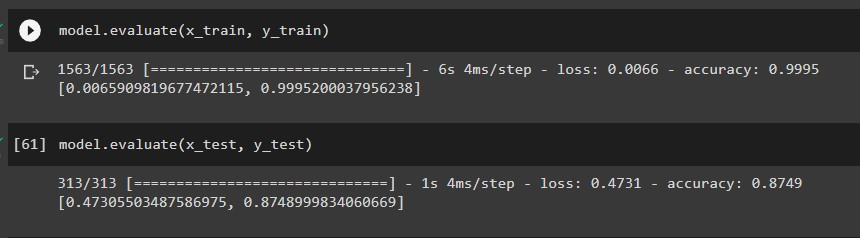 model.evaluate(x_train, y_train)
1563/1563 [==============================] - 6s 4ms/step - loss: 0.0066 - accuracy: 0.9995
[0.0065909819677472115, 0.9995200037956238]
[61] model.evaluate(x_test, y_test)
313/313 [==============================] - 1s 4ms/step - loss: 0.4731 - accuracy: 0.8749
[0.47305503487586975, 0.8748999834060669]